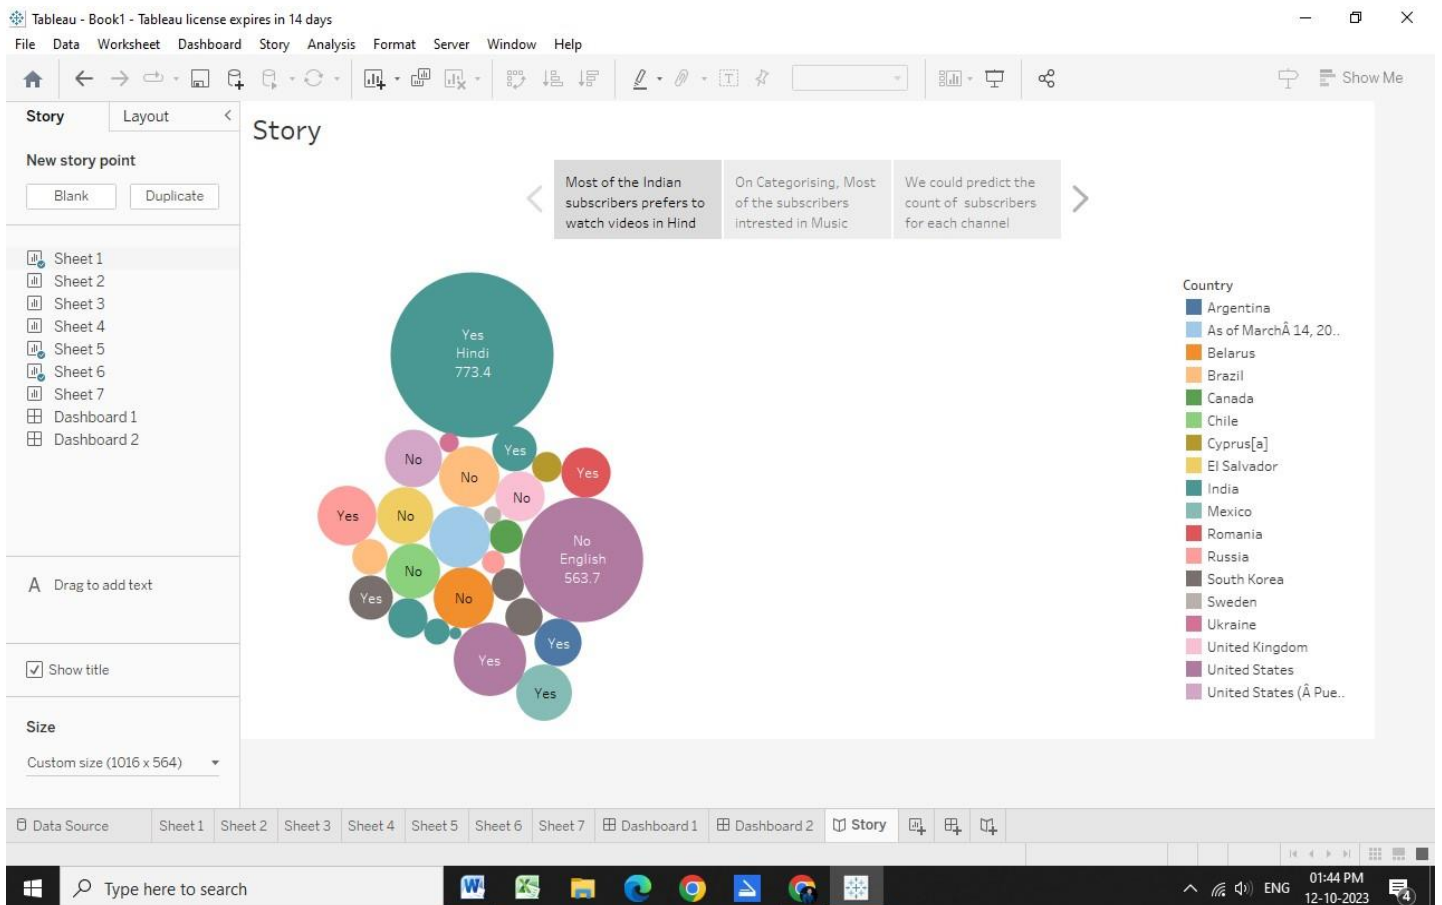 Tableau - Book1 - Tableau license expires in 14 days
File Data Worksheet Dashboard Story Analysis Format Server Window Help
Show Me
Story Layout
New story point
Blank Duplicate
Sheet 1
Sheet 2
Sheet 3
Sheet 4
Sheet 5
Sheet 6
Sheet 7
Dashboard 1
Dashboard 2
A Drag to add text
Show title
Size
Custom size (1016 x 564)
Story
Most of the Indian
subscribers prefers to
watch videos in Hind
On Categorising, Most
of the subscribers
intrested in Music
We could predict the
count of subscribers
for each channel
Yes
Hindi
773.4
No
Yes
No
Yes
No
Yes
No
No
English
563.7
No
Yes
No
Yes
Yes
Yes
Country
Argentina
As of MarchÂ 14, 20..
Belarus
Brazil
Canada
Chile
Cyprus[a]
El Salvador
India
Mexico
Romania
Russia
South Korea
Sweden
Ukraine
United Kingdom
United States
United States (Â Pue..
Data Source Sheet 1 Sheet 2 Sheet 3 Sheet 4 Sheet 5 Sheet 6 Sheet 7 Dashboard 1 Dashboard 2 Story
Type here to search
ENG
01:44 PM
12-10-2023
4